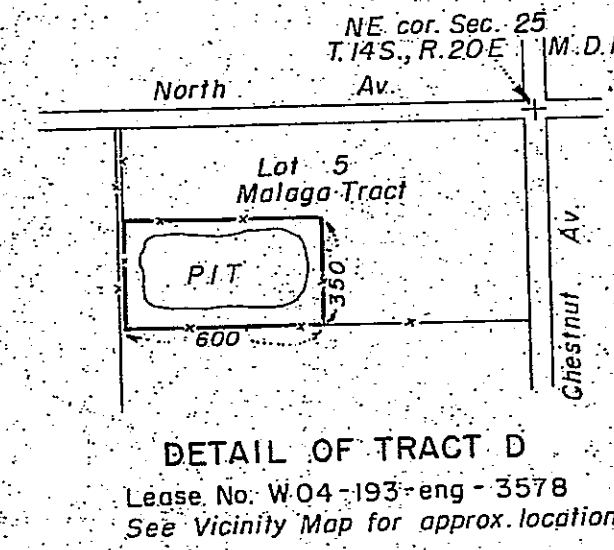 NE cor. Sec. 25
T.14S., R.20E M.D.
North Av.
Lot 5
Malaga Tract
PIT
350
600
Chestnut Av
DETAIL OF TRACT D
Lease No. W04-193-eng-3578
See Vicinity Map for approx. location